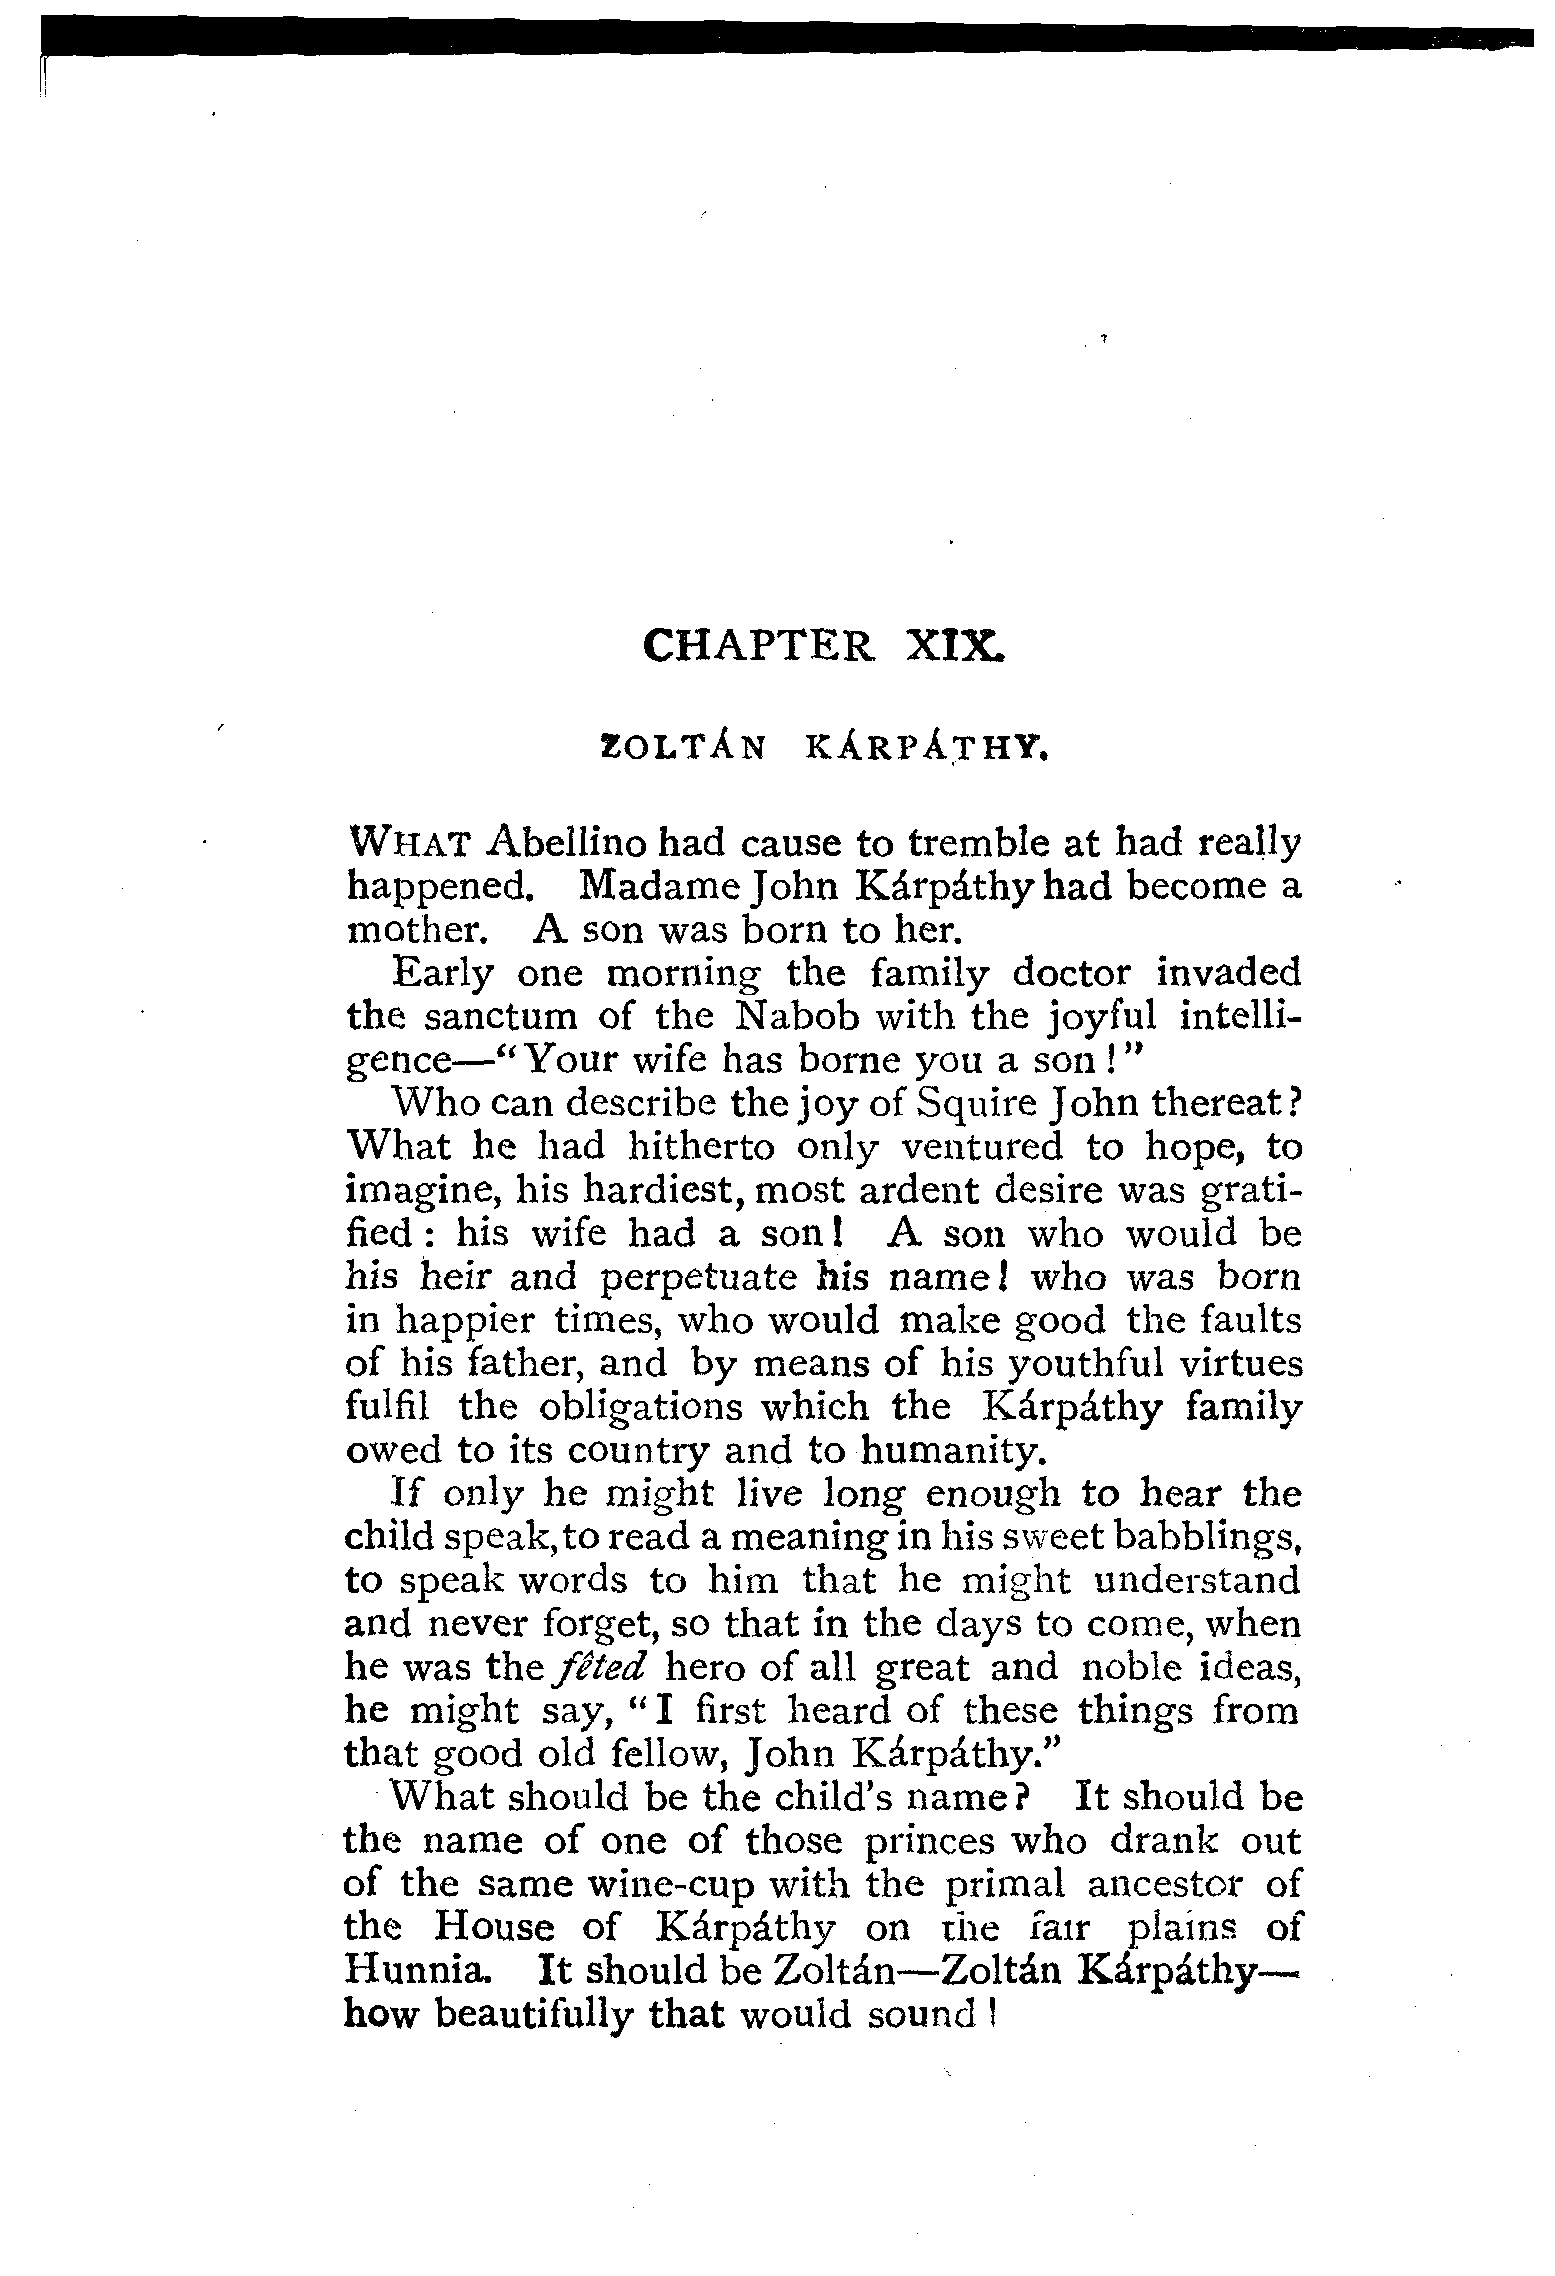 CHAPTER XIX.
ZOLTÁN KÁRPÁTHY.
WHAT Abellino had cause to tremble at had really
happened. Madame John Kárpáthy had become a
mother. A son was born to her.
Early one morning the family doctor invaded
the sanctum of the Nabob with the joyful intelli-
gence—"Your wife has borne you a son!"
Who can describe the joy of Squire John thereat?
What he had hitherto only ventured to hope, to
imagine, his hardiest, most ardent desire was grati-
fied: his wife had a son! A son who would be
his heir and perpetuate his name! who was born
in happier times, who would make good the faults
of his father, and by means of his youthful virtues
fulfil the obligations which the Kárpáthy family
owed to its country and to humanity.
If only he might live long enough to hear the
child speak, to read a meaning in his sweet babblings,
to speak words to him that he might understand
and never forget, so that in the days to come, when
he was the fêted hero of all great and noble ideas,
he might say, "I first heard of these things from
that good old fellow, John Kárpáthy."
What should be the child's name? It should be
the name of one of those princes who drank out
of the same wine-cup with the primal ancestor of
the House of Kárpáthy on the fair plains of
Hunnia. It should be Zoltán—Zoltán Kárpáthy—
how beautifully that would sound!